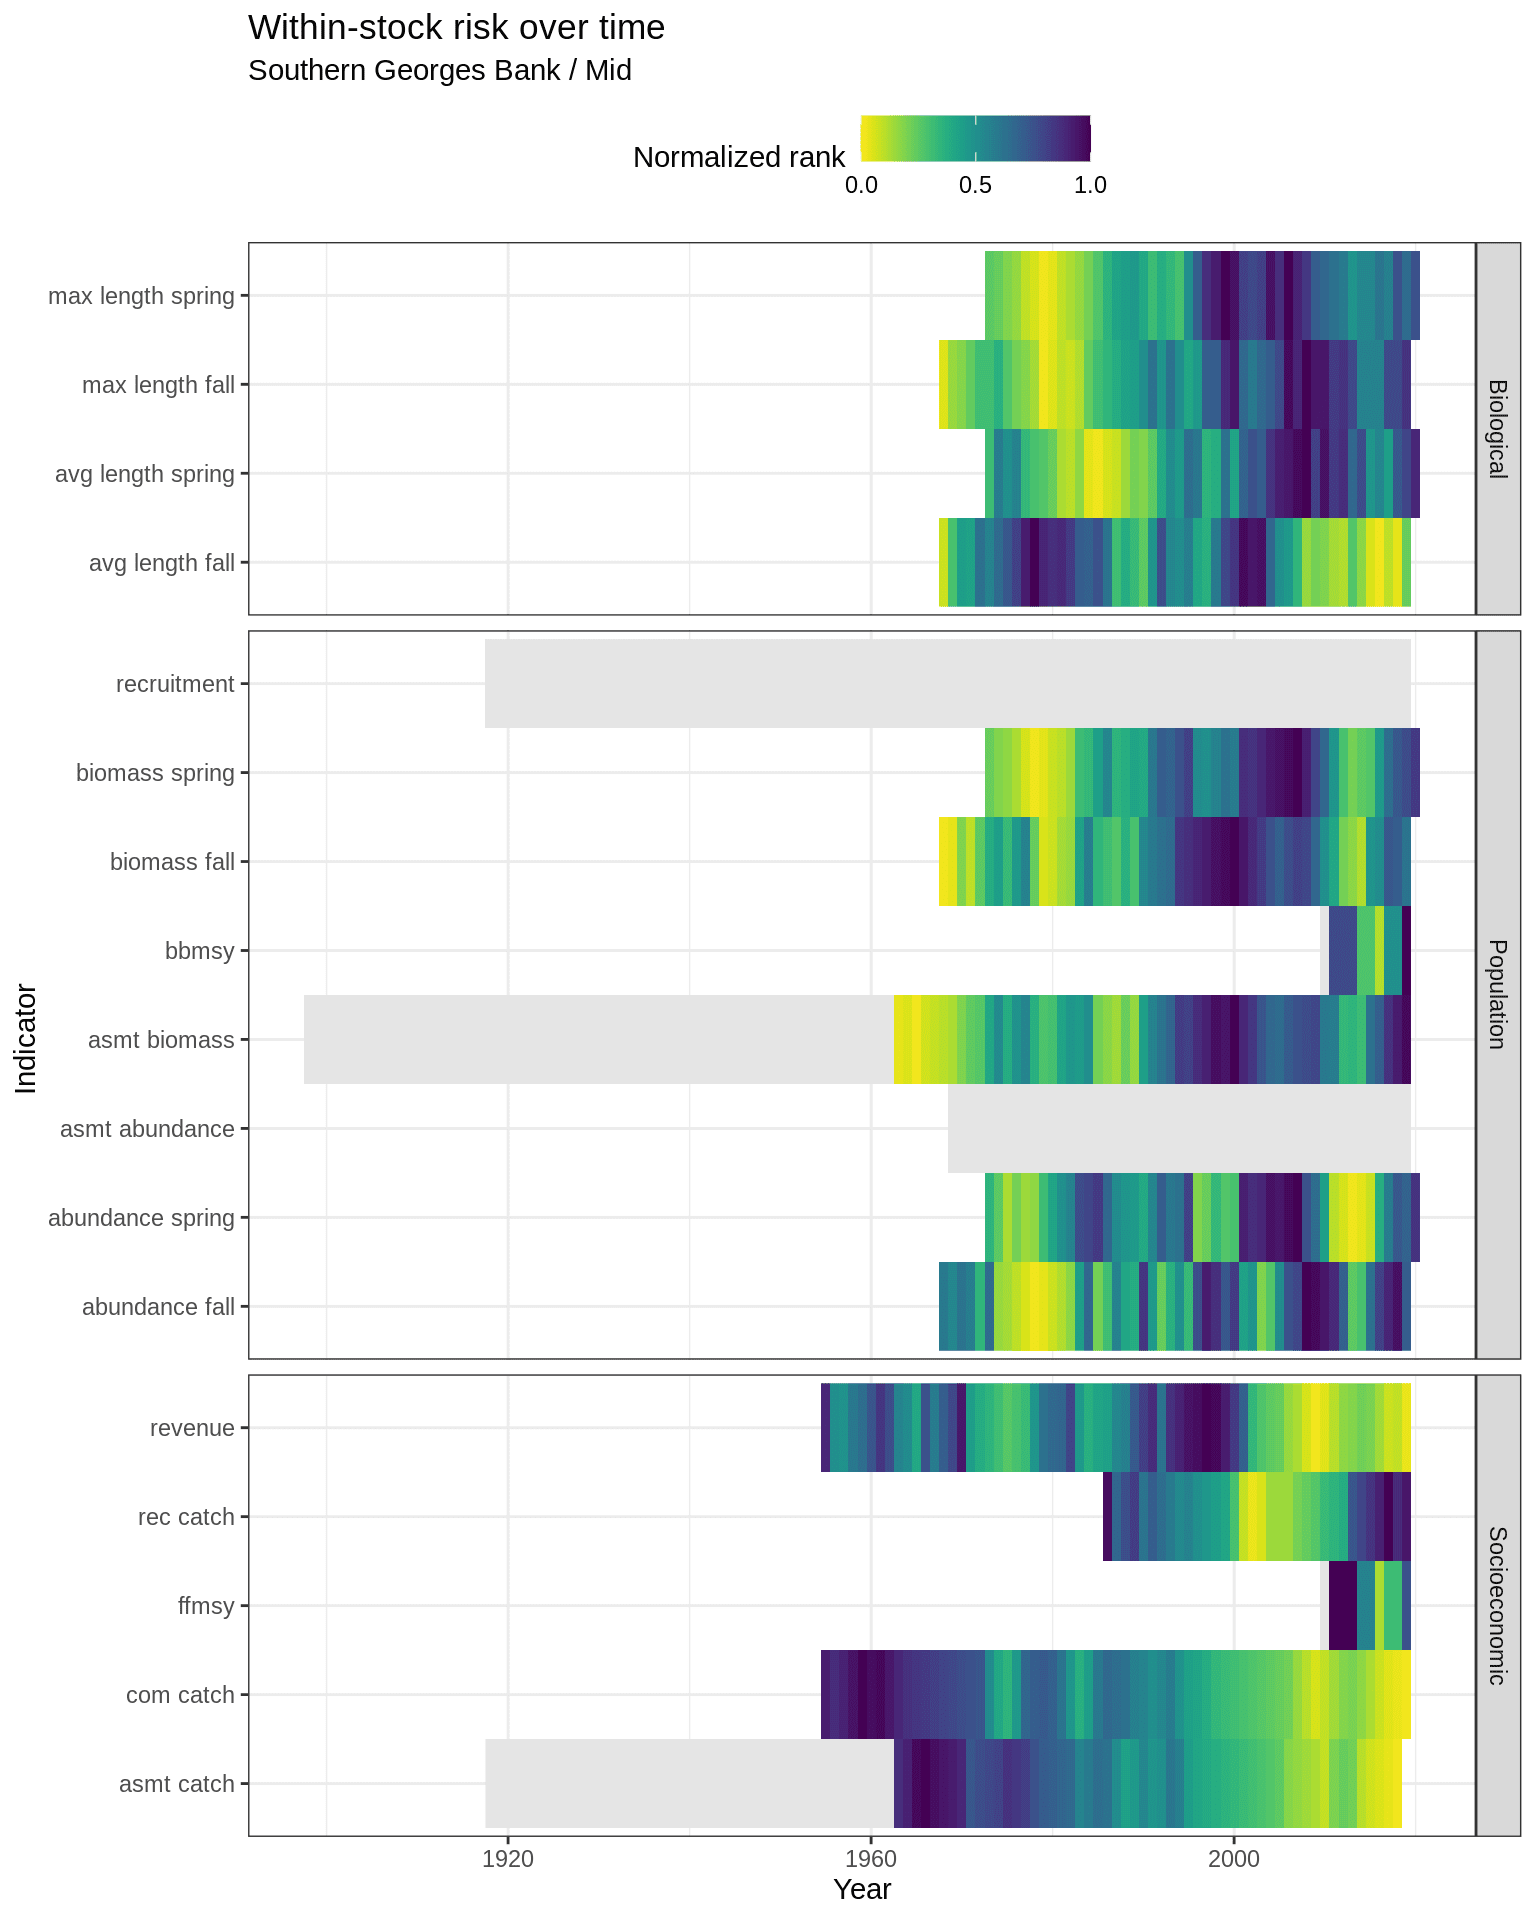 Within-stock risk over time
Southern Georges Bank / Mid
Normalized rank
0.0 0.5 1.0
max length spring
max length fall
avg length spring
avg length fall
Biological
recruitment
biomass spring
biomass fall
bbmsy
asmt biomass
asmt abundance
abundance spring
abundance fall
Population
Indicator
revenue
rec catch
ffmsy
com catch
asmt catch
Socioeconomic
1920 1960 2000
Year